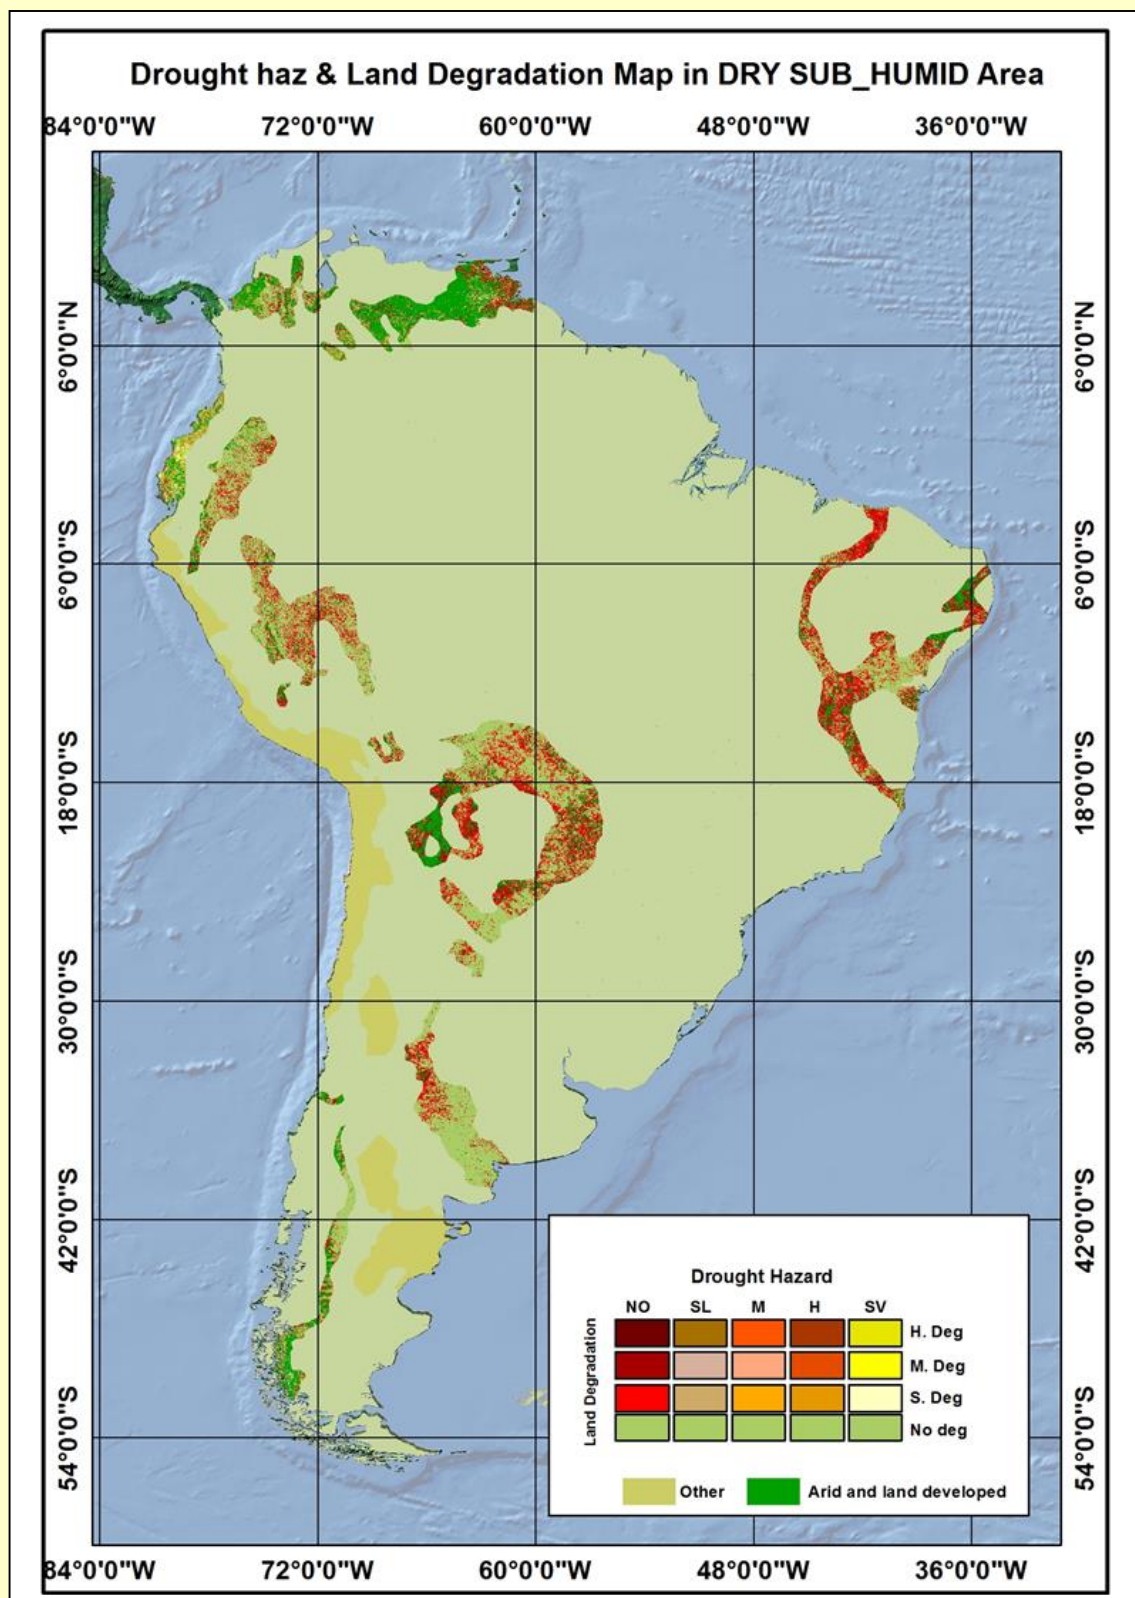 Drought haz & Land Degradation Map in DRY SUB_HUMID Area
84°0'0"W 72°0'0"W 60°0'0"W 48°0'0"W 36°0'0"W
6°0'0"N 6°0'0"N
6°0'0"S 6°0'0"S
18°0'0"S 18°0'0"S
30°0'0"S 30°0'0"S
42°0'0"S 42°0'0"S
54°0'0"S 54°0'0"S
Drought Hazard
NO SL M H SV
Land Degradation
H. Deg
M. Deg
S. Deg
No deg
Other Arid and land developed
84°0'0"W 72°0'0"W 60°0'0"W 48°0'0"W 36°0'0"W